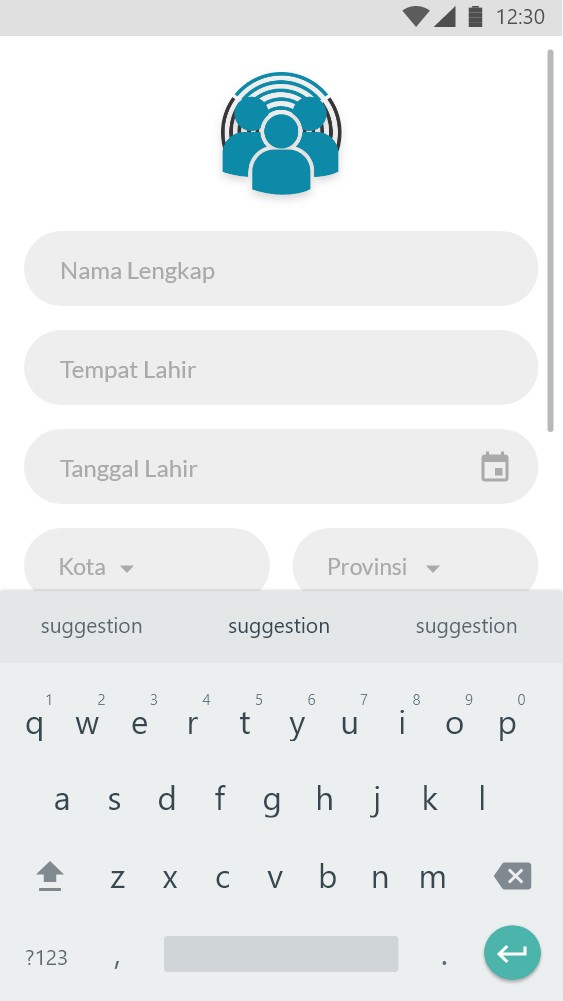 12:30
Nama Lengkap
Tempat Lahir
Tanggal Lahir
Kota Provinsi
suggestion suggestion suggestion
1 2 3 4 5 6 7 8 9 0
q w e r t y u i o p
a s d f g h j k l
z x c v b n m
?123 , .